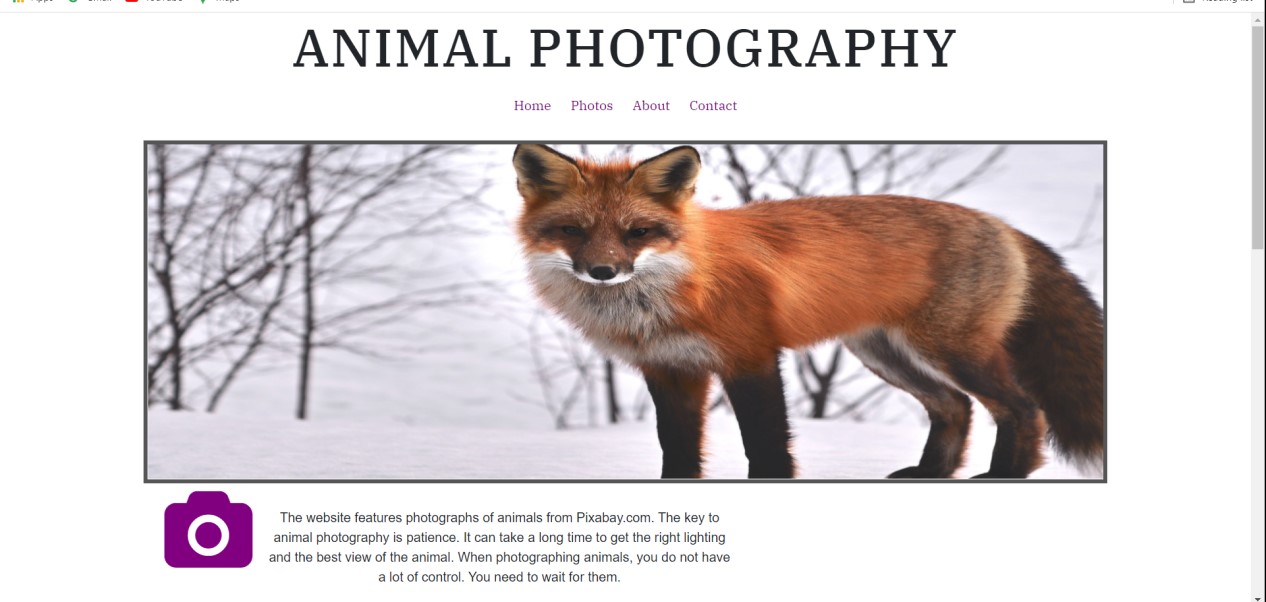 ANIMAL PHOTOGRAPHY
Home Photos About Contact
The website features photographs of animals from Pixabay.com. The key to
animal photography is patience. It can take a long time to get the right lighting
and the best view of the animal. When photographing animals, you do not have
a lot of control. You need to wait for them.